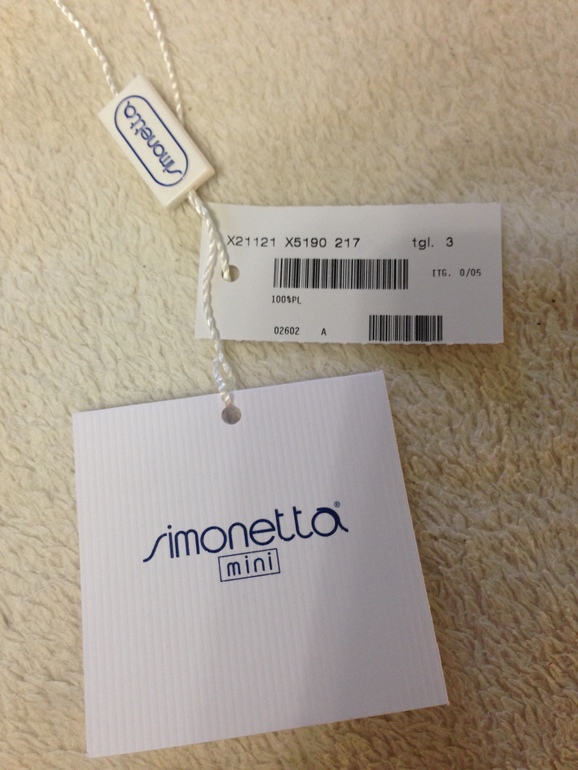 simonetta
X21121 X5190 217 tgl. 3
ITG. 0/05
100%PL
02602 A
simonetta®
mini